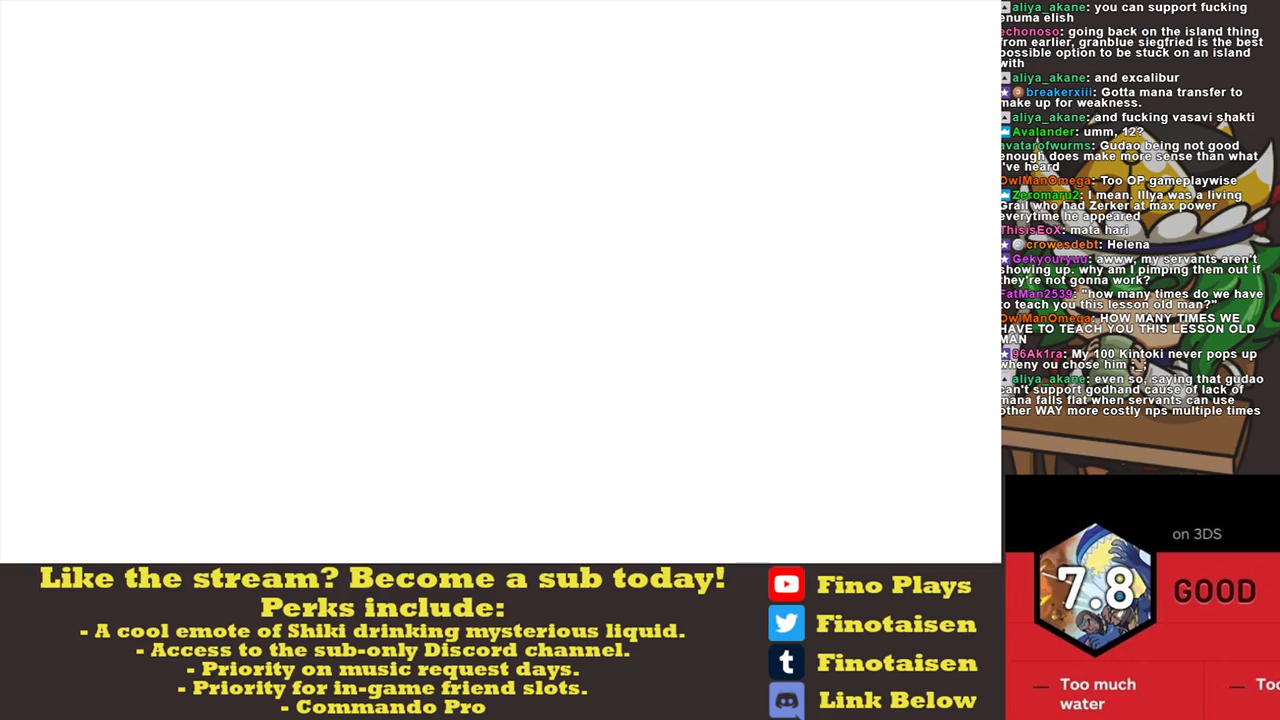 aliya_akane: you can support fucking
enuma elish
echonoso: going back on the island thing
from earlier, granblue siegfried is the best
possible option to be stuck on an island
with
aliya_akane: and excalibur
breakerxiii: Gotta mana transfer to
make up for weakness.
aliya_akane: and fucking vasavi shakti
Avalander: umm, 12?
avatarofwurms: Gudao being not good
enough does make more sense than what
've heard
OwlManOmega: Too OP gameplaywise
Zeromaru2: I mean. Illya was a living
Grail who had Zerker at max power
everytime he appeared
ThisisEoX: mata hari
crowesdebt: Helena
Gekyouryuu: awww, my servants aren't
showing up. why am I pimping them out if
they're not gonna work?
FatMan2539: "how many times do we have
to teach you this lesson old man?"
OwlManOmega: HOW MANY TIMES WE
HAVE TO TEACH YOU THIS LESSON OLD
MAN
96Ak1ra: My 100 Kintoki never pops up
wheny ou chose him ;_;
aliya_akane: even so, saying that gudao
can't support godhand cause of lack of
mana falls flat when servants can use
other WAY more costly nps multiple times
on 3DS
7.8
GOOD
Too much
water
Too
Like the stream? Become a sub today!
Perks include:
- A cool emote of Shiki drinking mysterious liquid.
- Access to the sub-only Discord channel.
- Priority on music request days.
- Priority for in-game friend slots.
- Commando Pro
Fino Plays
Finotaisen
t
Finotaisen
Link Below